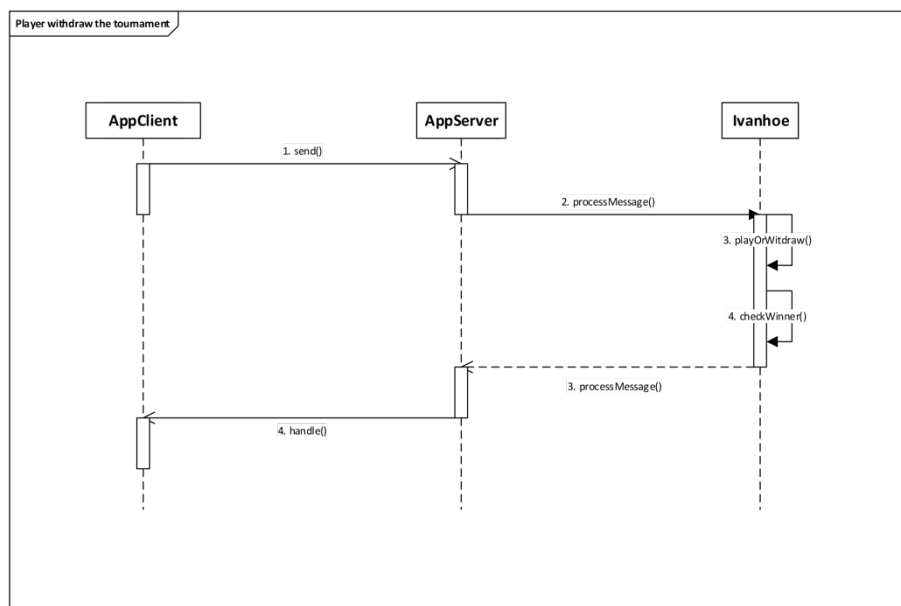 Player withdraw the tournament
AppClient
AppServer
Ivanhoe
1. send()
2. processMessage()
3. playOrWitdraw()
4. checkWinner()
3. processMessage()
4. handle()